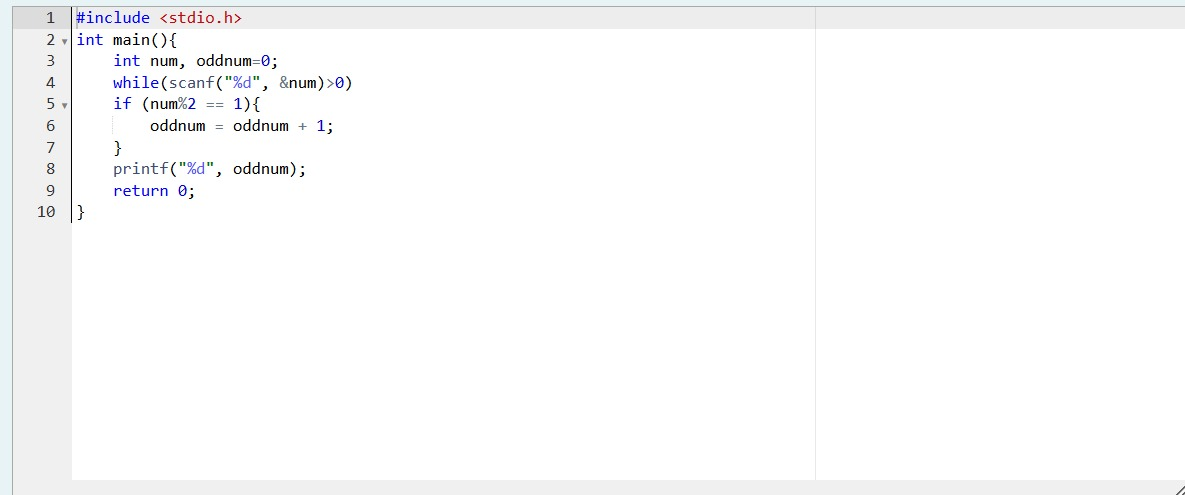 1 #include <stdio.h>
2 int main(){
3     int num, oddnum=0;
4     while(scanf("%d", &num)>0)
5     if (num%2 == 1){
6         oddnum = oddnum + 1;
7     }
8     printf("%d", oddnum);
9     return 0;
10 }